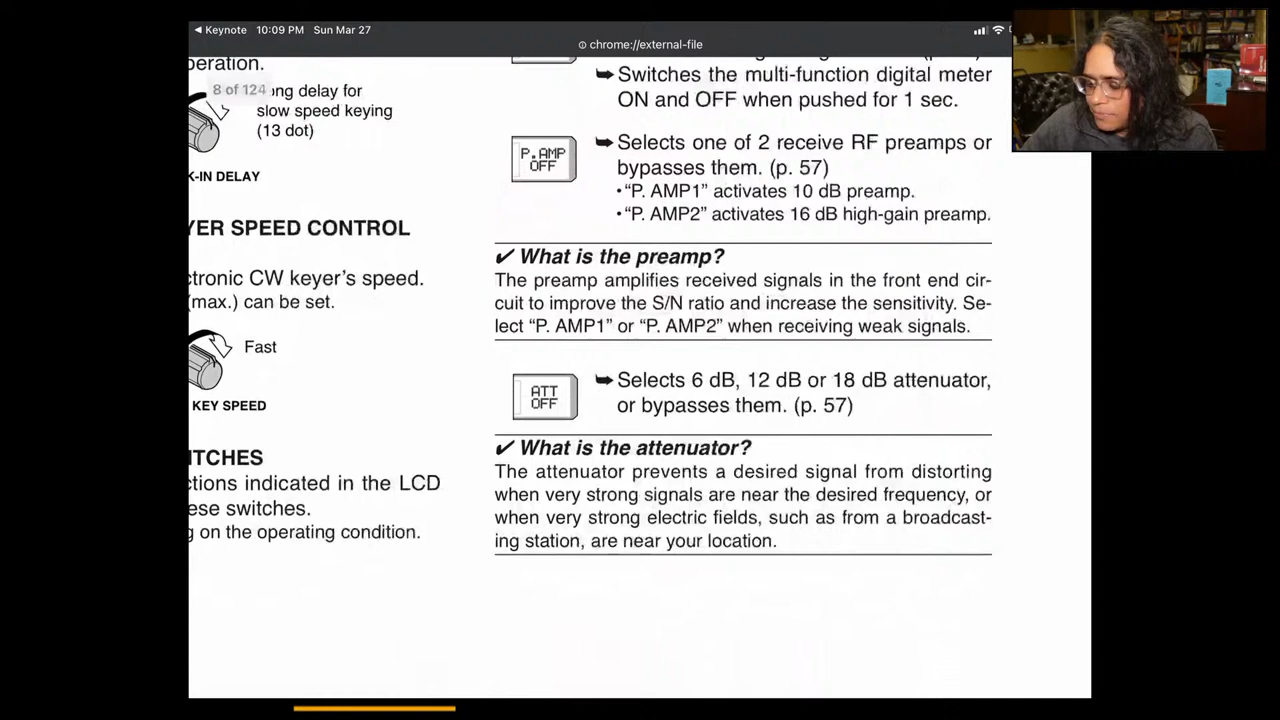 Keynote 10:09 PM Sun Mar 27
chrome://external-file
8 of 124
peration.
ong delay for
slow speed keying
(13 dot)
K-IN DELAY
YER SPEED CONTROL
ctronic CW keyer's speed.
(max.) can be set.
Fast
KEY SPEED
ITCHES
ctions indicated in the LCD
ese switches.
g on the operating condition.
➥ Switches the multi-function digital meter
ON and OFF when pushed for 1 sec.
P.AMP
OFF
➥ Selects one of 2 receive RF preamps or
bypasses them. (p. 57)
•“P. AMP1” activates 10 dB preamp.
•“P. AMP2” activates 16 dB high-gain preamp.
✔ What is the preamp?
The preamp amplifies received signals in the front end cir-
cuit to improve the S/N ratio and increase the sensitivity. Se-
lect “P. AMP1” or “P. AMP2” when receiving weak signals.
ATT
OFF
➥ Selects 6 dB, 12 dB or 18 dB attenuator,
or bypasses them. (p. 57)
✔ What is the attenuator?
The attenuator prevents a desired signal from distorting
when very strong signals are near the desired frequency, or
when very strong electric fields, such as from a broadcast-
ing station, are near your location.